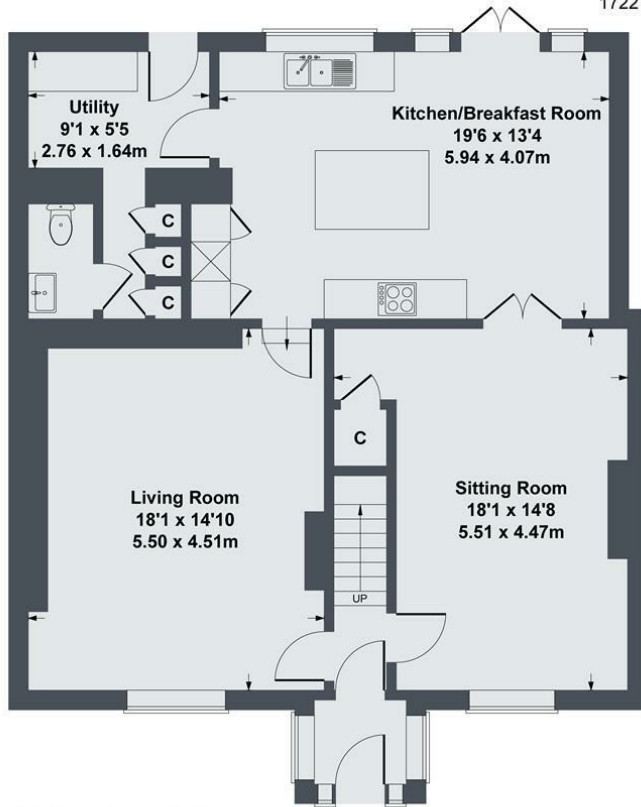 1722
Utility
9'1 x 5'5
2.76 x 1.64m
Kitchen/Breakfast Room
19'6 x 13'4
5.94 x 4.07m
C
C
C
C
Living Room
18'1 x 14'10
5.50 x 4.51m
Sitting Room
18'1 x 14'8
5.51 x 4.47m
UP